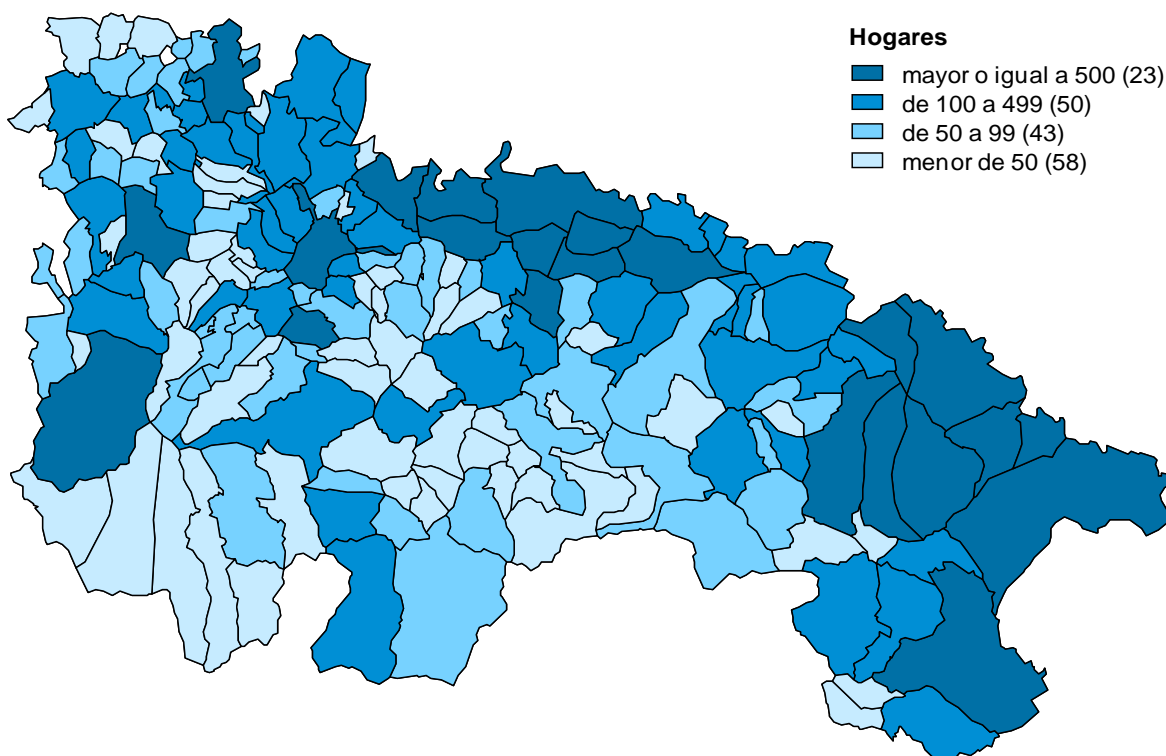 Hogares
mayor o igual a 500 (23)
de 100 a 499 (50)
de 50 a 99 (43)
menor de 50 (58)